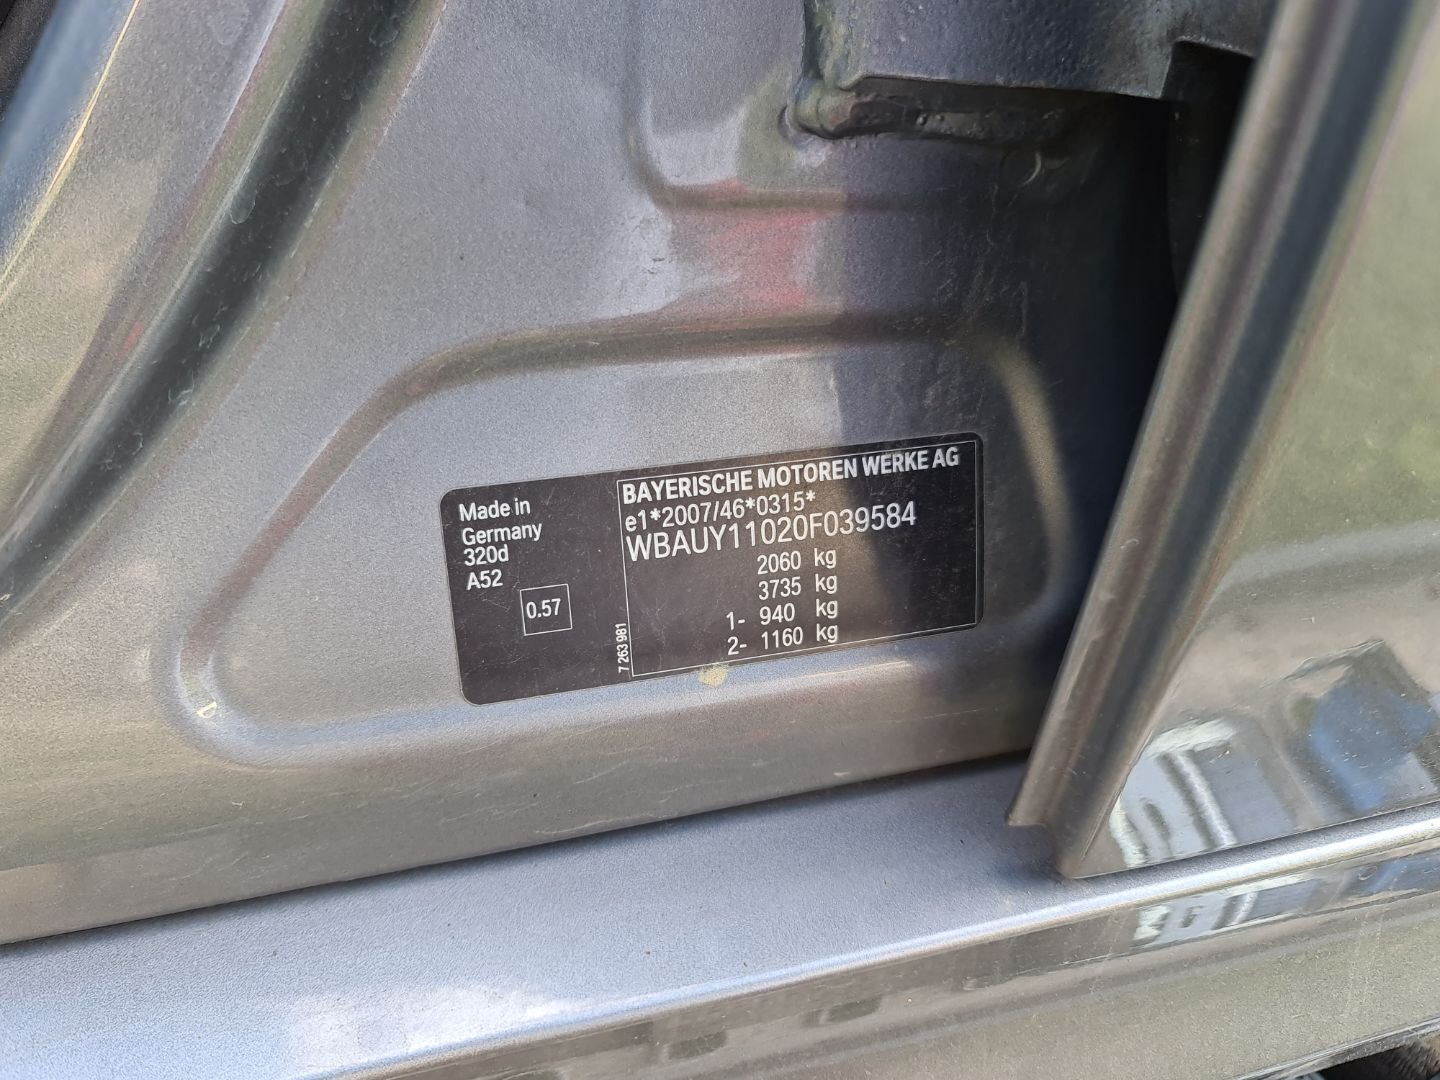 Made in
Germany
320d
A52
0.57
7 263 981
BAYERISCHE MOTOREN WERKE AG
e1*2007/46*0315*
WBAUY11020F039584
2060 kg
3735 kg
1- 940 kg
2- 1160 kg